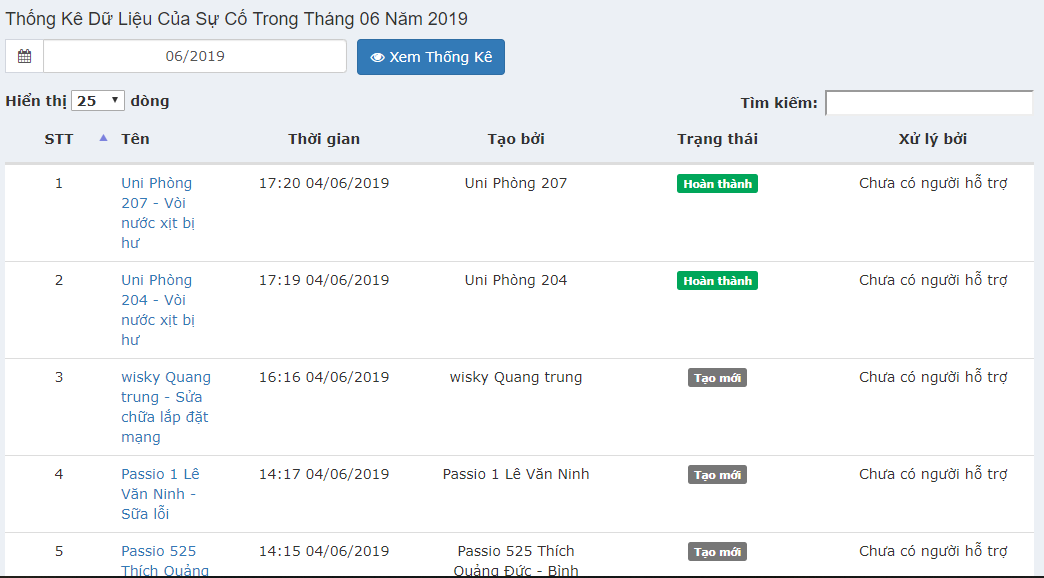 Thống Kê Dữ Liệu Của Sự Cố Trong Tháng 06 Năm 2019
06/2019
Xem Thống Kê
Hiển thị 25 dòng
Tìm kiếm:
STT Tên Thời gian Tạo bởi Trạng thái Xử lý bởi
1 Uni Phòng 17:20 04/06/2019 Uni Phòng 207 Hoàn thành Chưa có người hỗ trợ
207 - Vòi
nước xịt bị
hư
2 Uni Phòng 17:19 04/06/2019 Uni Phòng 204 Hoàn thành Chưa có người hỗ trợ
204 - Vòi
nước xịt bị
hư
3 wisky Quang 16:16 04/06/2019 wisky Quang trung Tạo mới Chưa có người hỗ trợ
trung - Sửa
chữa lắp đặt
mạng
4 Passio 1 Lê 14:17 04/06/2019 Passio 1 Lê Văn Ninh Tạo mới Chưa có người hỗ trợ
Văn Ninh -
Sữa lỗi
5 Passio 525 14:15 04/06/2019 Passio 525 Thích Tạo mới Chưa có người hỗ trợ
Thích Quảng Quảng Đức - Bình